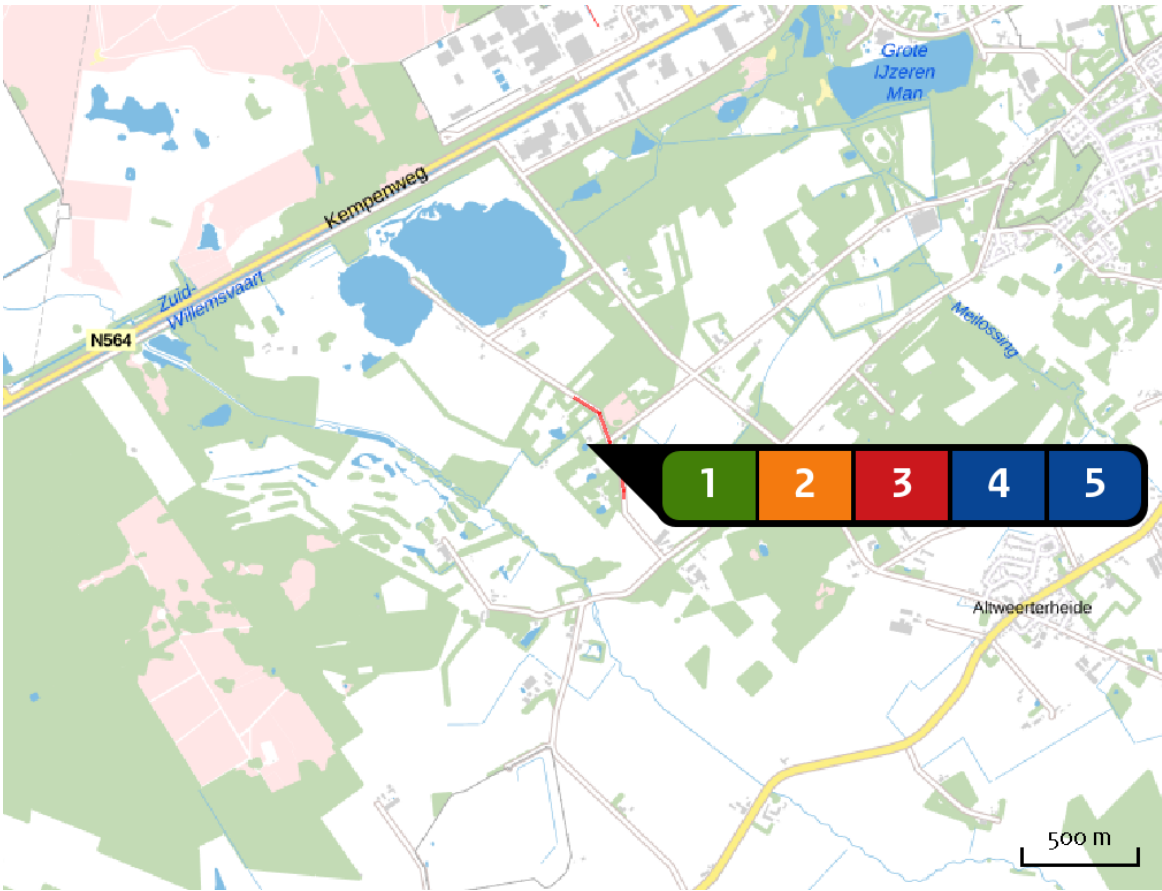 Grote
IJzeren
Man
Kempenweg
Zuid-
Willemsvaart
N564
Meilossing
1 2 3 4 5
Altweerterheide
500 m